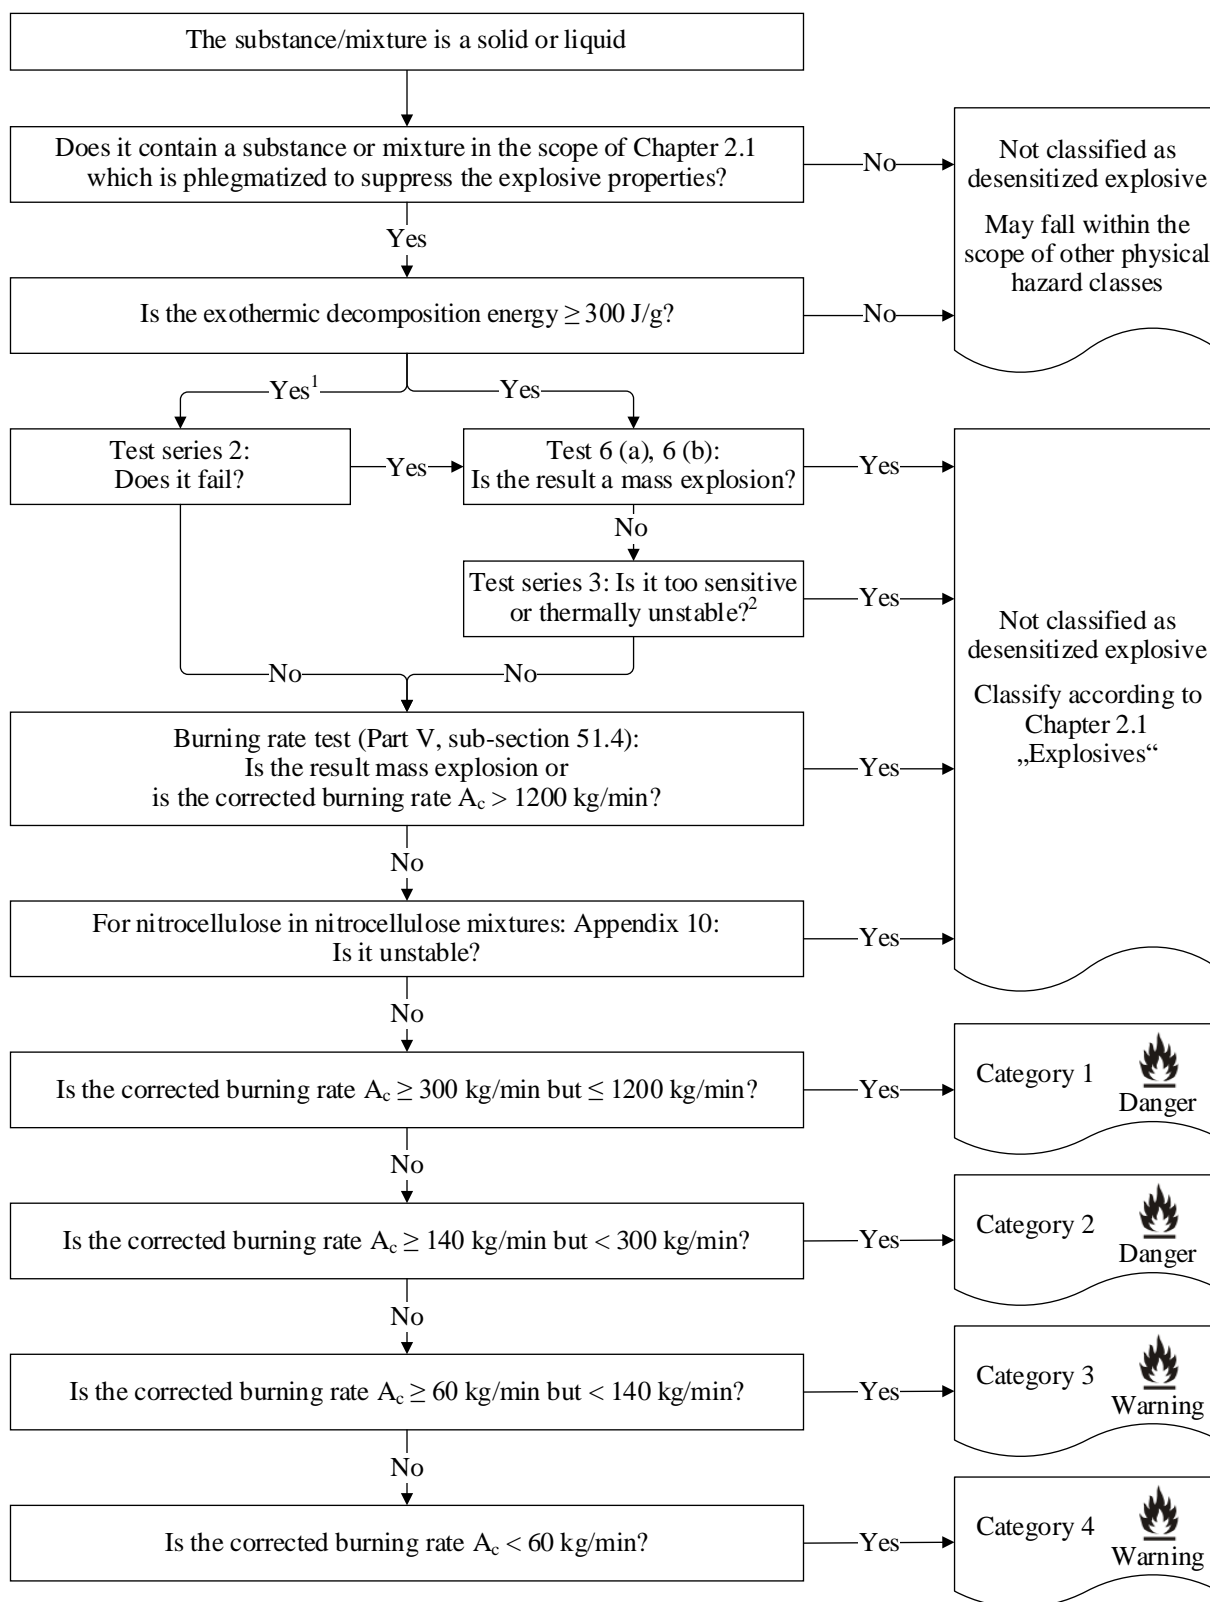 The substance/mixture is a solid or liquid
Does it contain a substance or mixture in the scope of Chapter 2.1
which is phlegmatized to suppress the explosive properties?
No
Not classified as
desensitized explosive
May fall within the
scope of other physical
hazard classes
Yes
Is the exothermic decomposition energy ≥ 300 J/g?
No
Yes¹
Yes
Test series 2:
Does it fail?
Yes
Test 6 (a), 6 (b):
Is the result a mass explosion?
Yes
No
Test series 3: Is it too sensitive
or thermally unstable?²
Yes
Not classified as
desensitized explosive
Classify according to
Chapter 2.1
„Explosives“
No
No
Burning rate test (Part V, sub-section 51.4):
Is the result mass explosion or
is the corrected burning rate Ac > 1200 kg/min?
Yes
No
For nitrocellulose in nitrocellulose mixtures: Appendix 10:
Is it unstable?
Yes
No
Is the corrected burning rate Ac ≥ 300 kg/min but ≤ 1200 kg/min?
Yes
Category 1
Danger
No
Is the corrected burning rate Ac ≥ 140 kg/min but < 300 kg/min?
Yes
Category 2
Danger
No
Is the corrected burning rate Ac ≥ 60 kg/min but < 140 kg/min?
Yes
Category 3
Warning
No
Is the corrected burning rate Ac < 60 kg/min?
Yes
Category 4
Warning